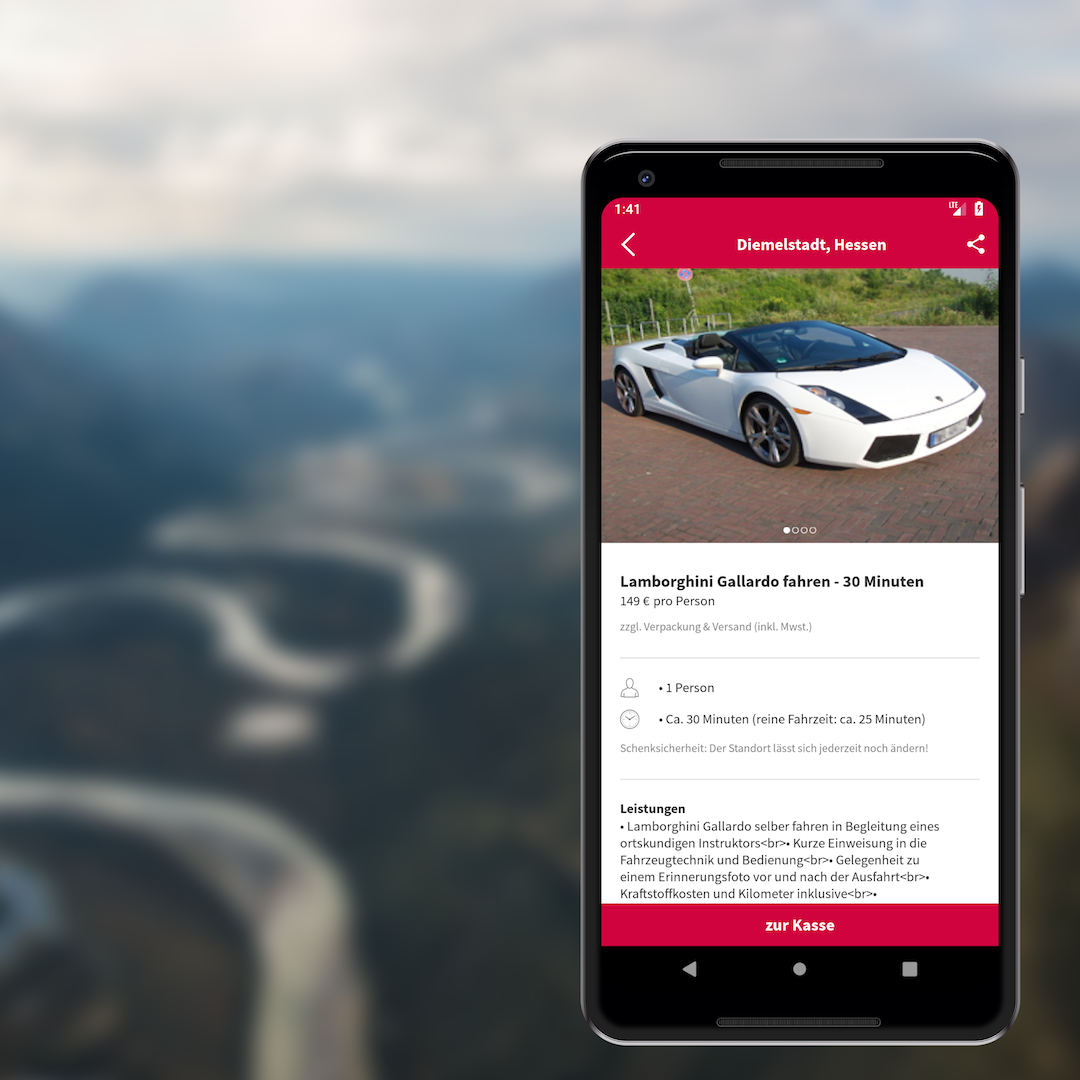 1:41
LTE
Diemelstadt, Hessen
Lamborghini Gallardo fahren - 30 Minuten
149 € pro Person
zzgl. Verpackung & Versand (inkl. Mwst.)
• 1 Person
• Ca. 30 Minuten (reine Fahrzeit: ca. 25 Minuten)
Schenksicherheit: Der Standort lässt sich jederzeit noch ändern!
Leistungen
• Lamborghini Gallardo selber fahren in Begleitung eines
ortskundigen Instruktors<br>• Kurze Einweisung in die
Fahrzeugtechnik und Bedienung<br>• Gelegenheit zu
einem Erinnerungsfoto vor und nach der Ausfahrt<br>•
Kraftstoffkosten und Kilometer inklusive<br>•
zur Kasse